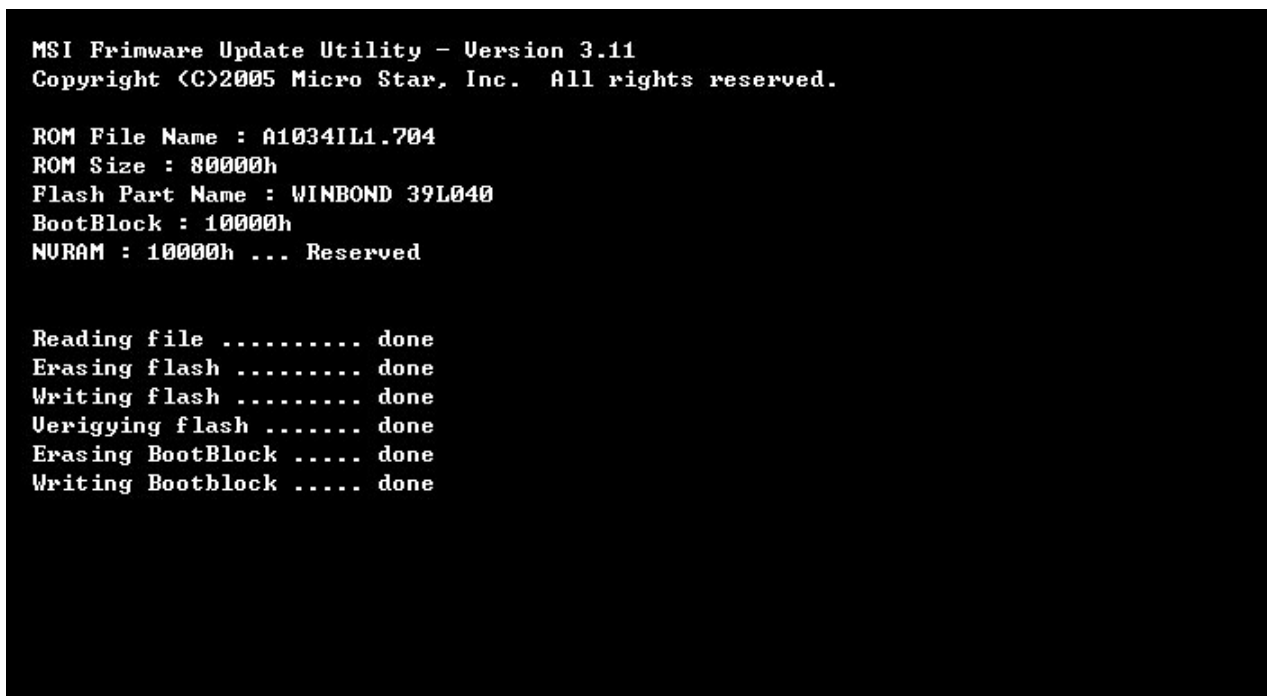 MSI Frimware Update Utility - Version 3.11
Copyright (C)2005 Micro Star, Inc.  All rights reserved.
ROM File Name : A1034IL1.704
ROM Size : 80000h
Flash Part Name : WINBOND 39L040
BootBlock : 10000h
NVRAM : 10000h ... Reserved
Reading file .......... done
Erasing flash ......... done
Writing flash ......... done
Verigying flash ....... done
Erasing BootBlock ..... done
Writing Bootblock ..... done